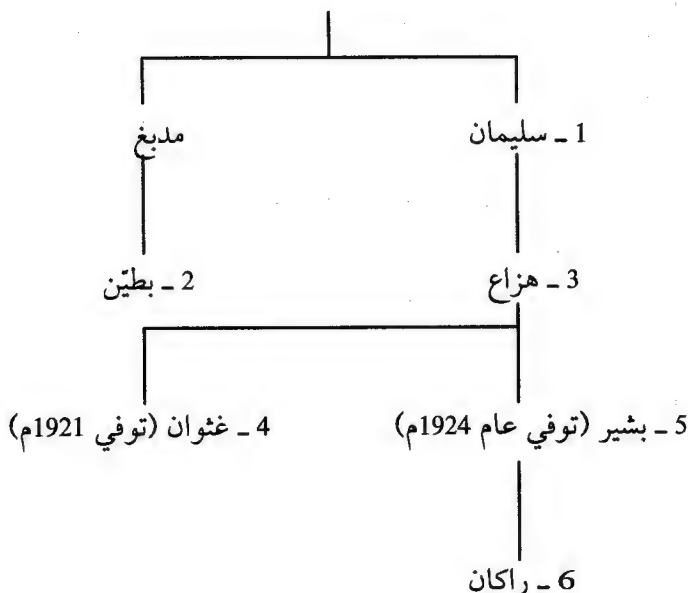 1 ـ سليمان
مدبغ
3 ـ هزاع
2 ـ بطيّن
5 ـ بشير (توفي عام 1924م)
4 ـ غثوان (توفي 1921م)
6 ـ راكان